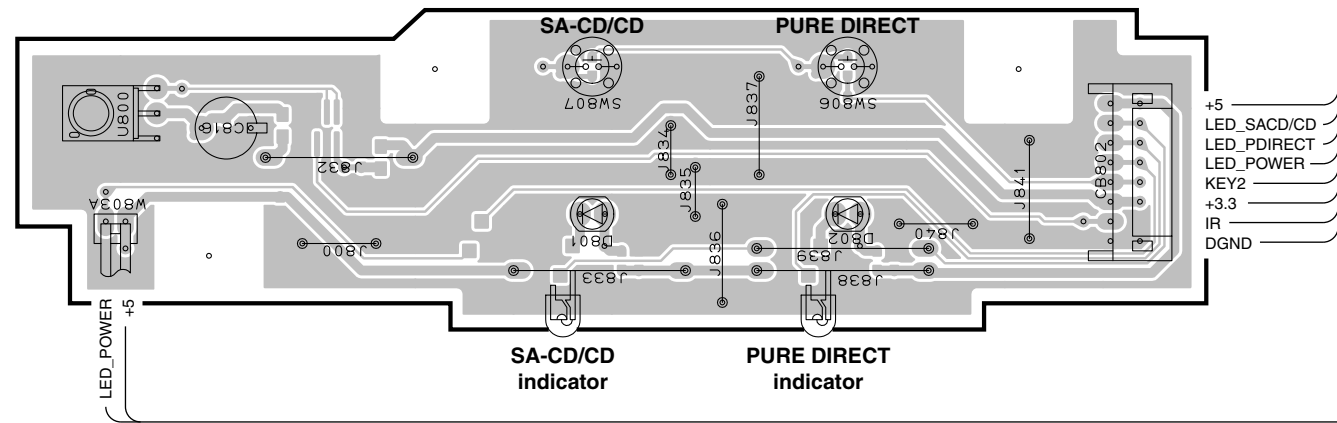 SA-CD/CD
PURE DIRECT
SW807
SW806
J800
C816
J837
J834
J832
J835
J841
CB802
+5
LED_SACD/CD
LED_PDIRECT
LED_POWER
KEY2
+3.3
IR
DGND
W803A
J800
D801
J836
D802
J840
J839
J833
J838
LED_POWER
+5
SA-CD/CD
indicator
PURE DIRECT
indicator